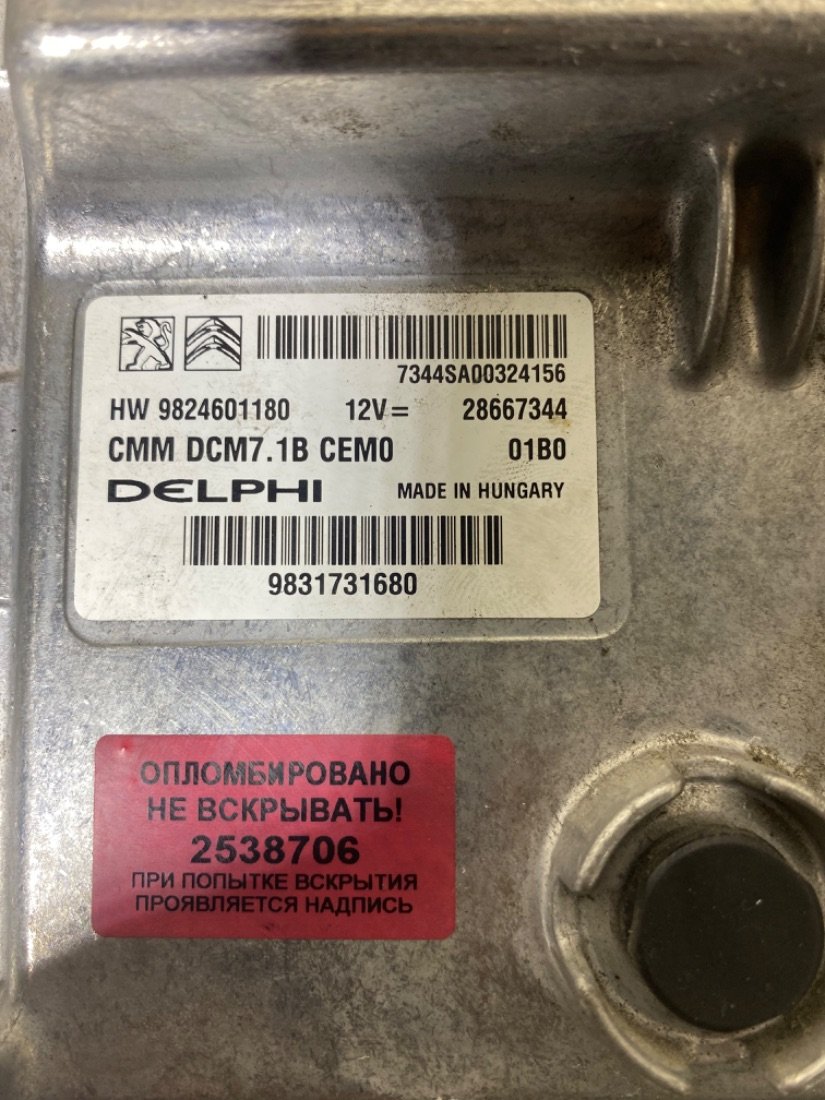 7344SA00324156
HW 9824601180 12V= 28667344
CMM DCM7.1B CEM0 01B0
DELPHI MADE IN HUNGARY
9831731680
ОПЛОМБИРОВАНО
НЕ ВСКРЫВАТЬ!
2538706
ПРИ ПОПЫТКЕ ВСКРЫТИЯ
ПРОЯВЛЯЕТСЯ НАДПИСЬ